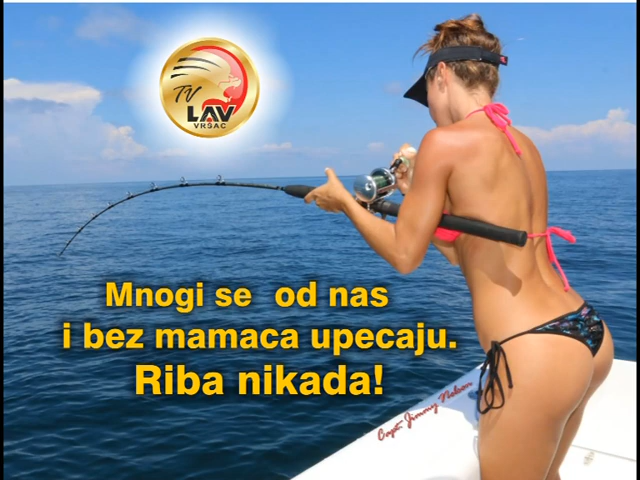 TV
LAV
VRŠAC
Mnogi se od nas
i bez mamaca upecaju.
Riba nikada!
Capt. Jimmy Nelson